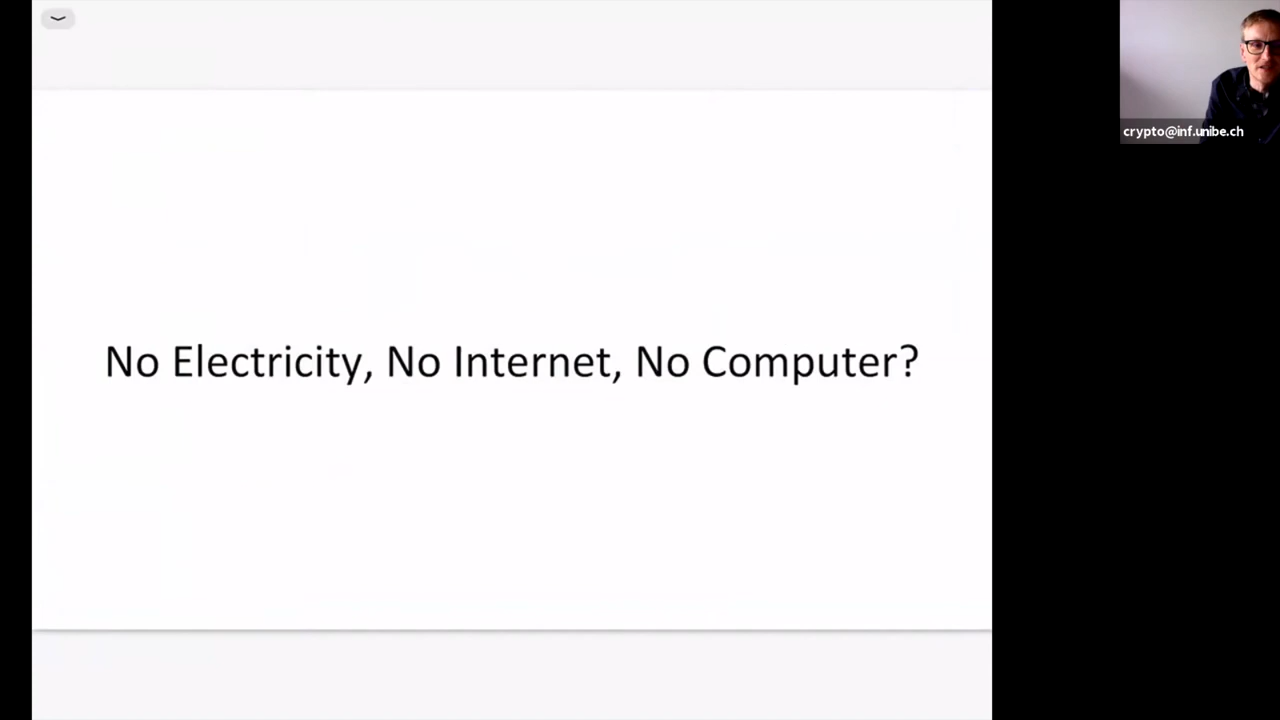 No Electricity, No Internet, No Computer?
crypto@inf.unibe.ch